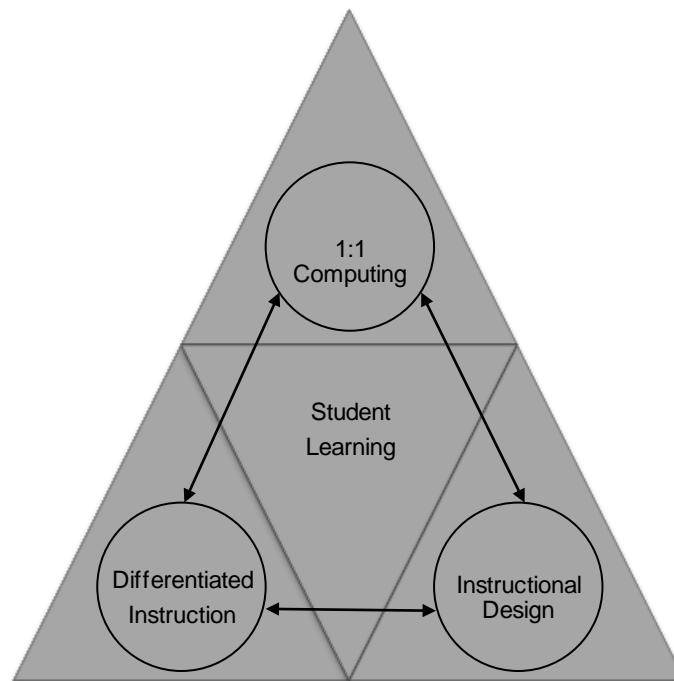 1:1
Computing
Student
Learning
Differentiated
Instruction
Instructional
Design